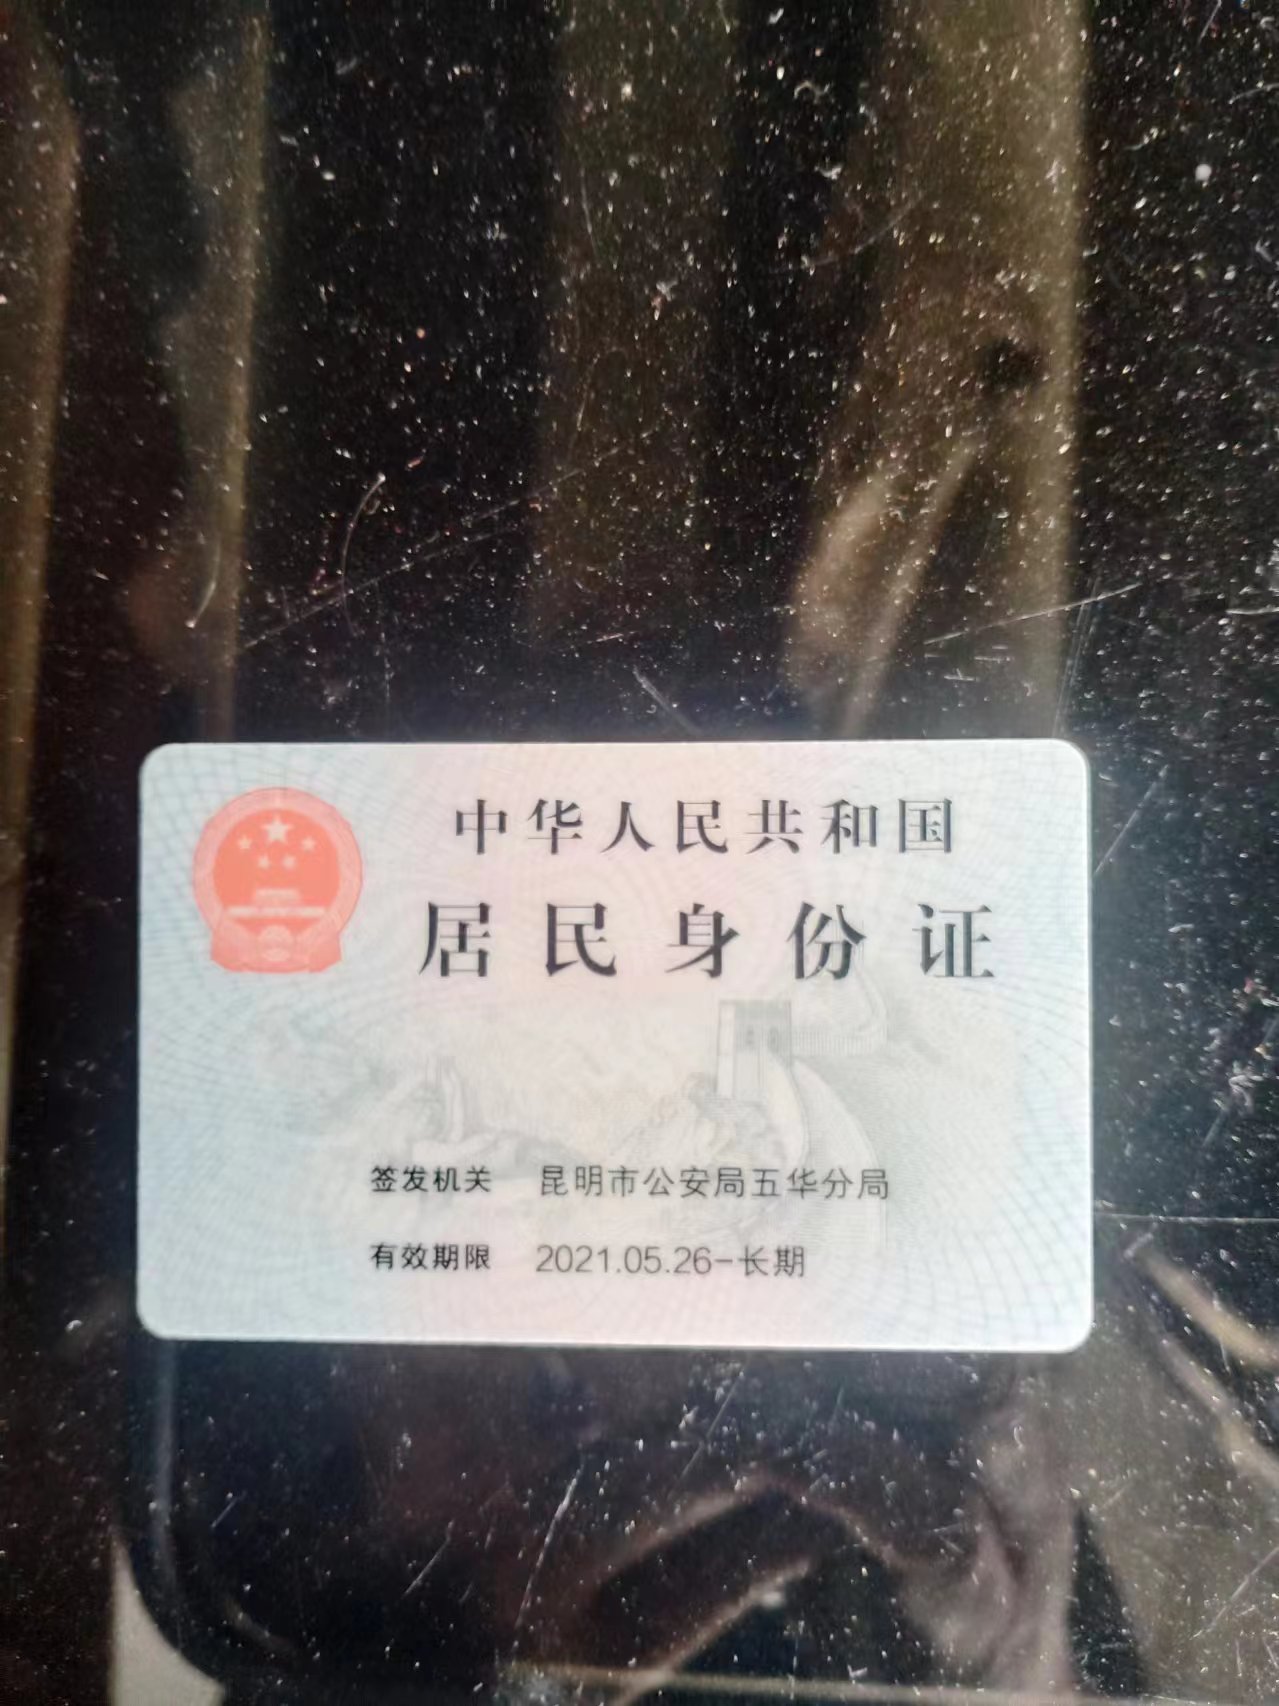 中华人民共和国
居民身份证
签发机关 昆明市公安局五华分局
有效期限 2021.05.26-长期